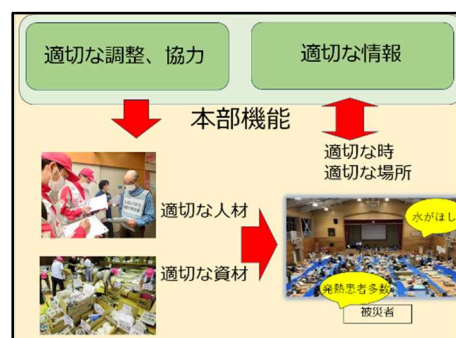 適切な調整、協力
適切な情報
本部機能
適切な時
適切な場所
適切な人材
適切な資材
水がほし
発熱患者多数
被災者